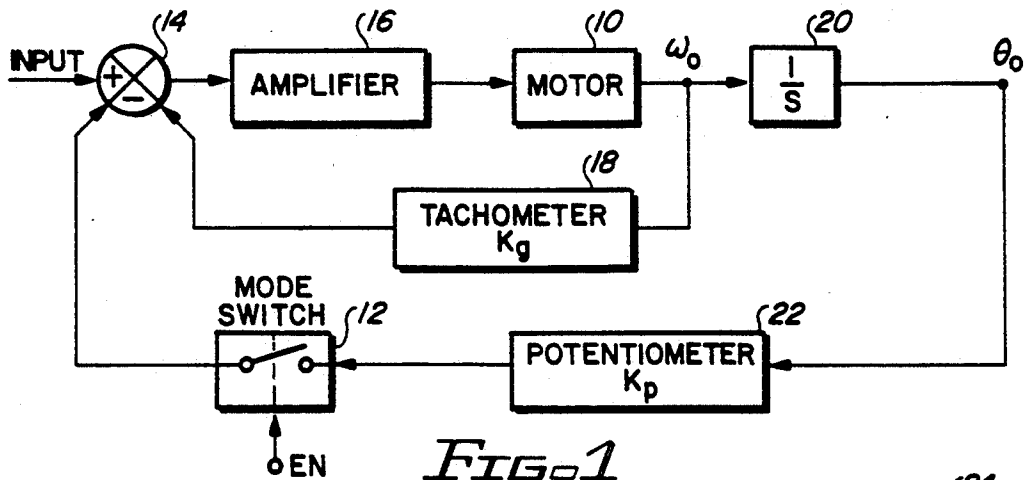 14
16
10
20
INPUT
ω₀
θ₀
+
−
AMPLIFIER
MOTOR
1
S
18
TACHOMETER
Kg
MODE
SWITCH
12
22
POTENTIOMETER
Kp
EN
FIG-1